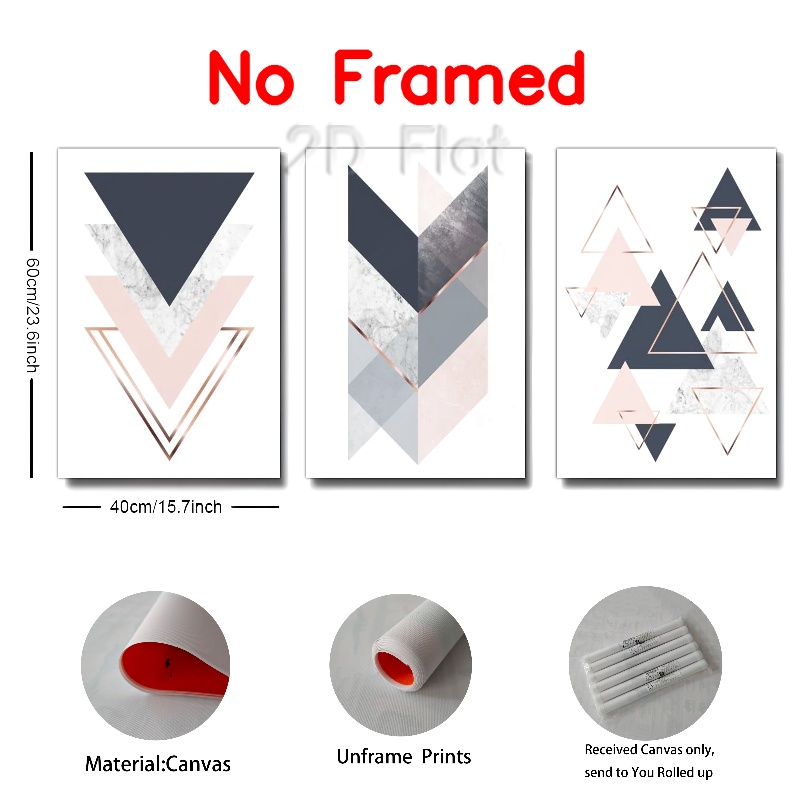 No Framed
2D Flat
60cm/23.6inch
40cm/15.7inch
Material:Canvas
Unframe Prints
Received Canvas only,
send to You Rolled up